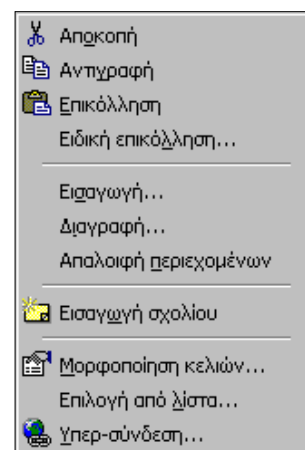 Αποκοπή
Αντιγραφή
Επικόλληση
Ειδική επικόλληση...
Εισαγωγή...
Διαγραφή...
Απαλοιφή περιεχομένων
Εισαγωγή σχολίου
Μορφοποίηση κελιών...
Επιλογή από λίστα...
Υπερ-σύνδεση...